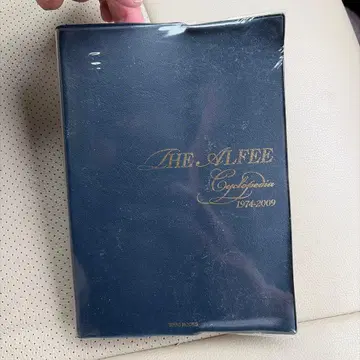 THE ALFEE
Cyclopedia
1974-2009